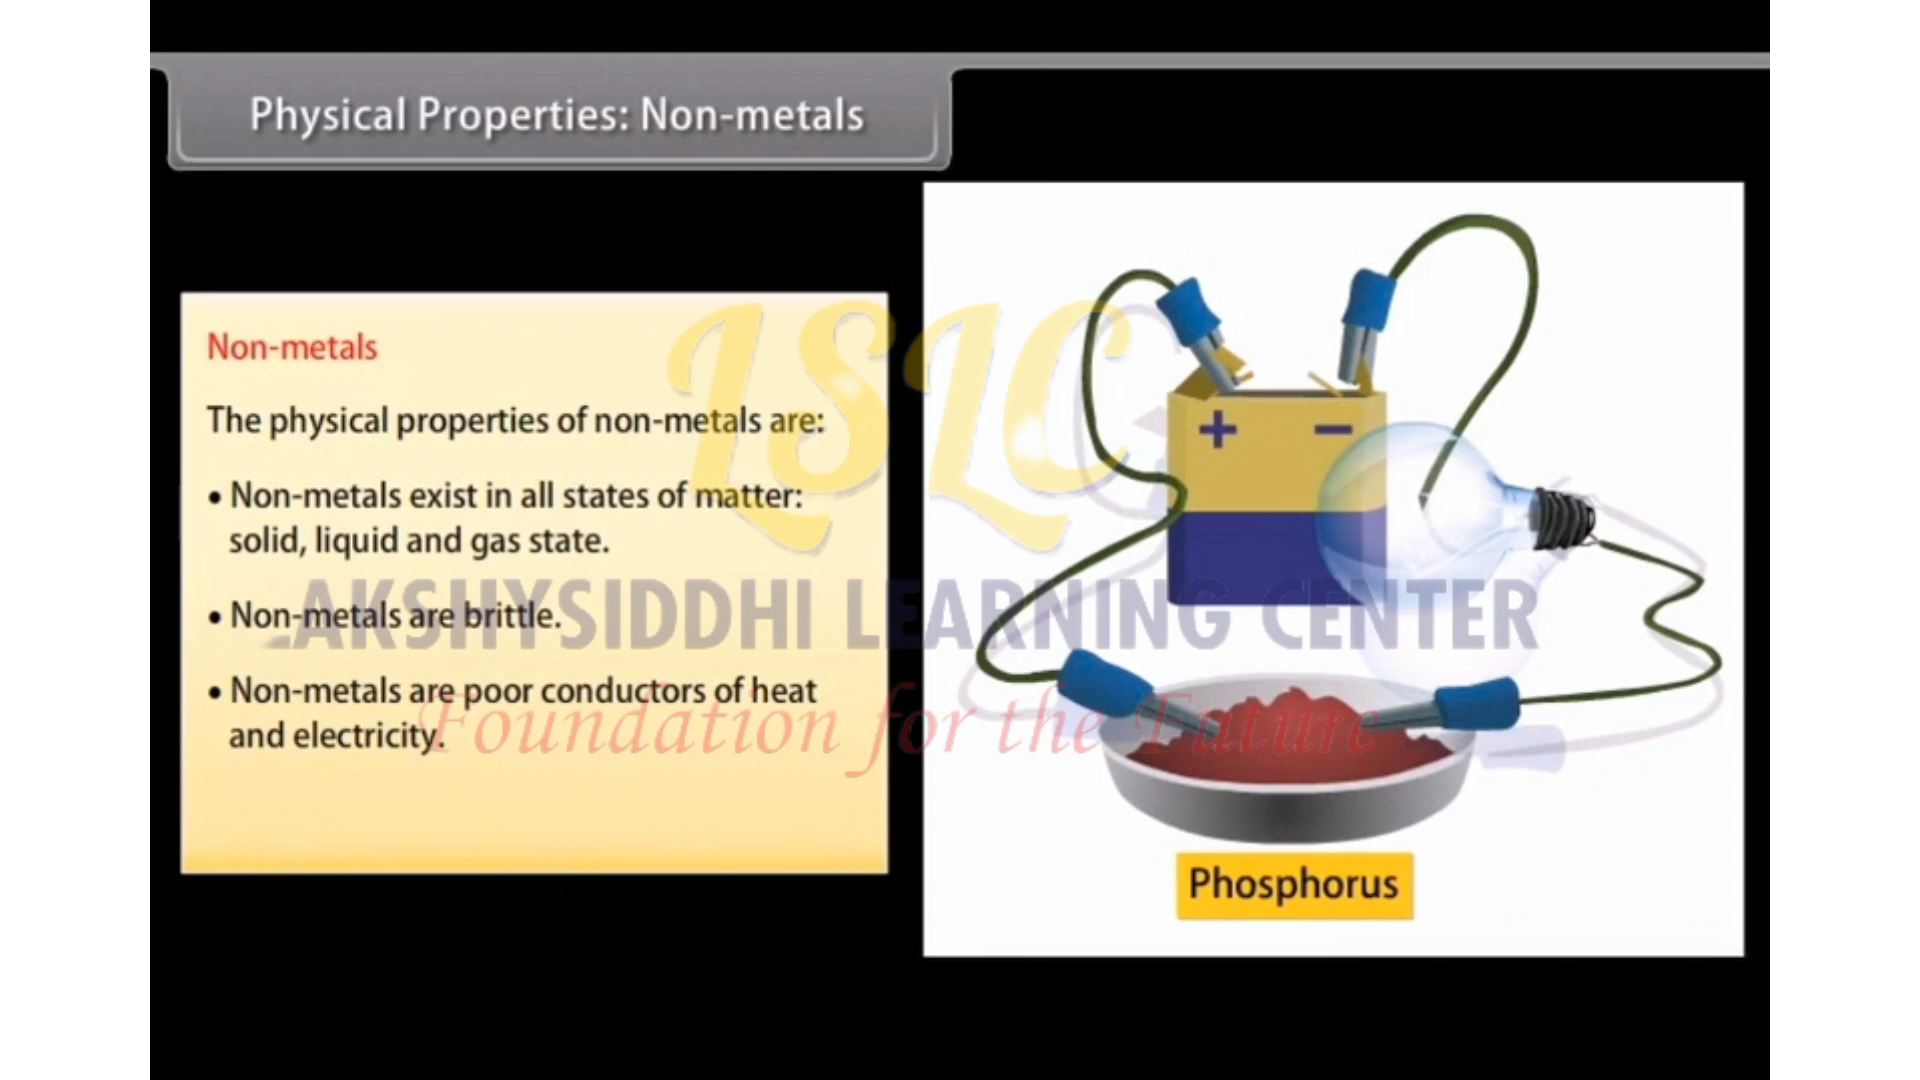 Physical Properties: Non-metals
Non-metals
The physical properties of non-metals are:
• Non-metals exist in all states of matter:
solid, liquid and gas state.
• Non-metals are brittle.
• Non-metals are poor conductors of heat
and electricity.
+ −
Phosphorus
LSLC
LAKSHYSIDDHI LEARNING CENTER
Foundation for the Future